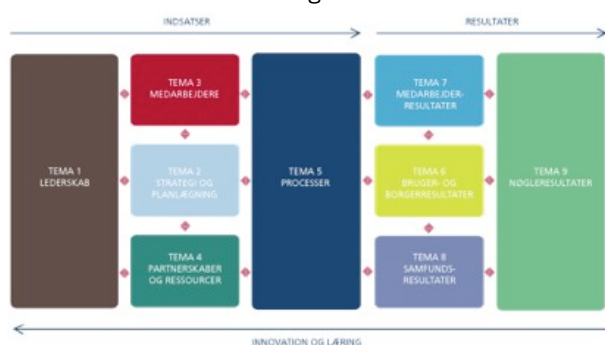 INDSATSER
RESULTATER
TEMA 1
LEDERSKAB
TEMA 3
MEDARBEJDERE
TEMA 2
STRATEGI OG
PLANLÆGNING
TEMA 4
PARTNERSKABER
OG RESSOURCER
TEMA 5
PROCESSER
TEMA 7
MEDARBEJDER-
RESULTATER
TEMA 6
BRUGER- OG
BORGERRESULTATER
TEMA 8
SAMFUNDS-
RESULTATER
TEMA 9
NØGLERESULTATER
INNOVATION OG LÆRING